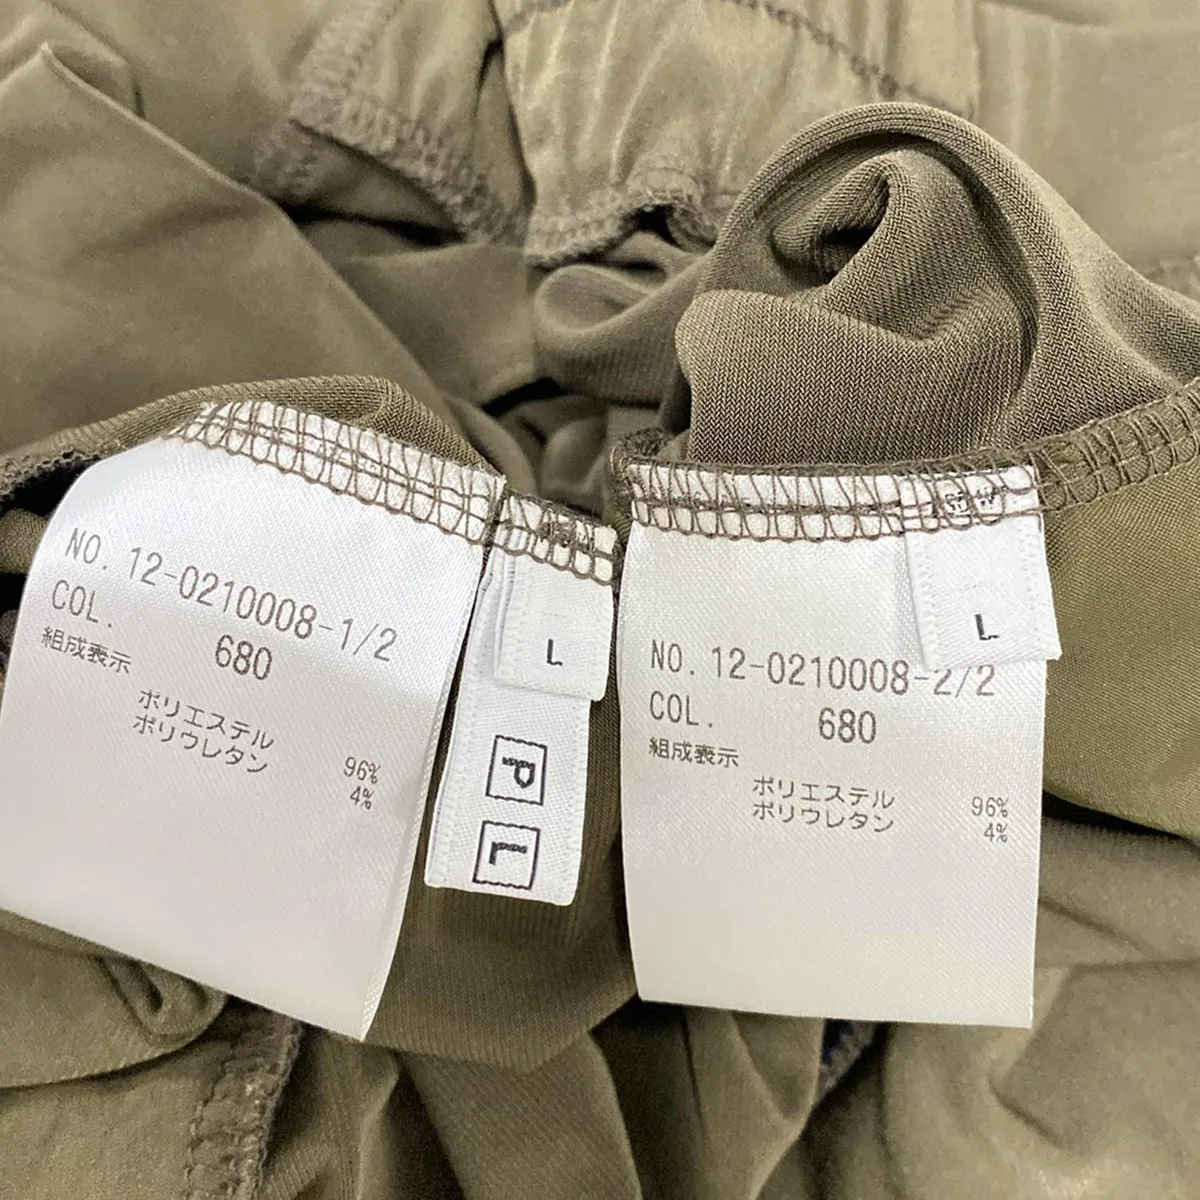 NO. 12-0210008-1/2
COL. 680
組成表示
ポリエステル 96%
ポリウレタン 4%
L
P
L
L
NO. 12-0210008-2/2
COL. 680
組成表示
ポリエステル 96%
ポリウレタン 4%